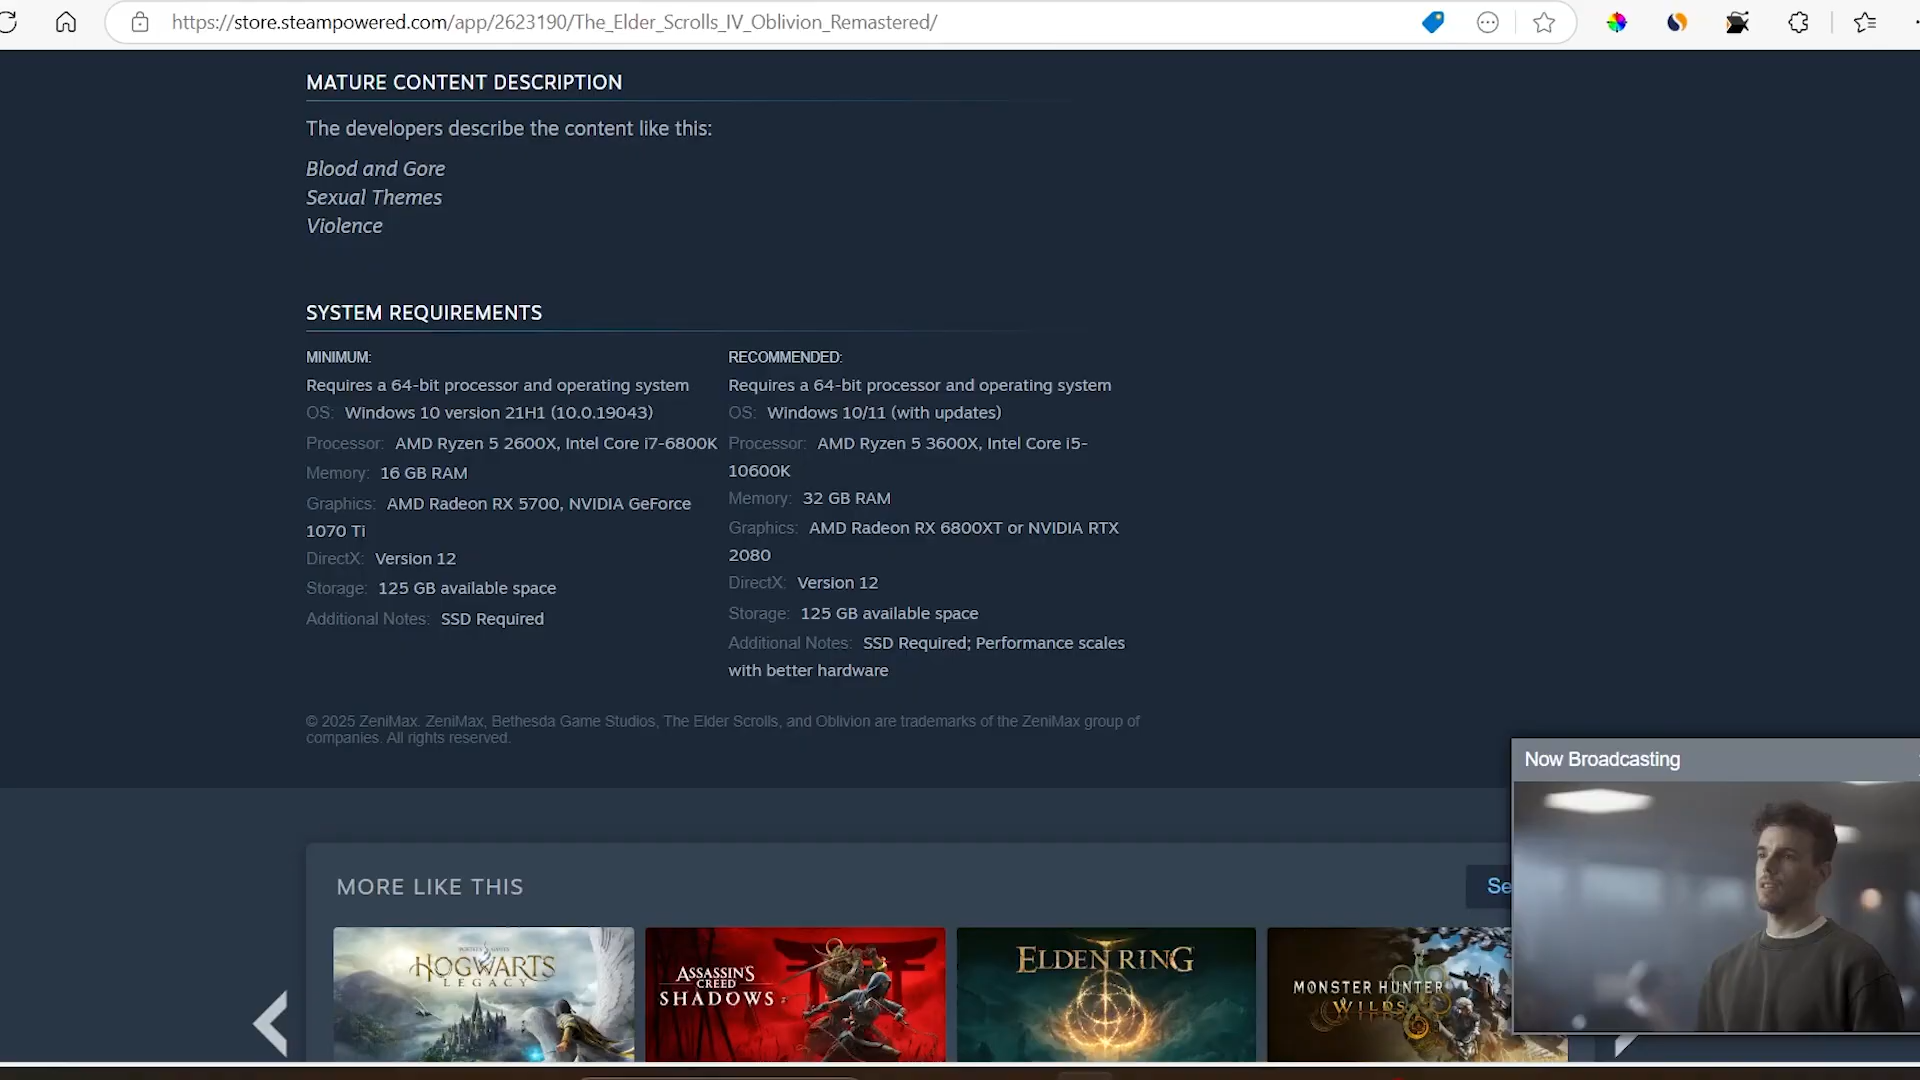 https://store.steampowered.com/app/2623190/The_Elder_Scrolls_IV_Oblivion_Remastered/
MATURE CONTENT DESCRIPTION
The developers describe the content like this:
Blood and Gore
Sexual Themes
Violence
SYSTEM REQUIREMENTS
MINIMUM:
Requires a 64-bit processor and operating system
OS: Windows 10 version 21H1 (10.0.19043)
Processor: AMD Ryzen 5 2600X, Intel Core i7-6800K
Memory: 16 GB RAM
Graphics: AMD Radeon RX 5700, NVIDIA GeForce
1070 Ti
DirectX: Version 12
Storage: 125 GB available space
Additional Notes: SSD Required
RECOMMENDED:
Requires a 64-bit processor and operating system
OS: Windows 10/11 (with updates)
Processor: AMD Ryzen 5 3600X, Intel Core i5-
10600K
Memory: 32 GB RAM
Graphics: AMD Radeon RX 6800XT or NVIDIA RTX
2080
DirectX: Version 12
Storage: 125 GB available space
Additional Notes: SSD Required; Performance scales
with better hardware
© 2025 ZeniMax. ZeniMax, Bethesda Game Studios, The Elder Scrolls, and Oblivion are trademarks of the ZeniMax group of
companies. All rights reserved.
Now Broadcasting
MORE LIKE THIS
Se
HOGWARTS
LEGACY
ASSASSIN'S
CREED
SHADOWS
ELDEN RING
MONSTER HUNTER
WILDS